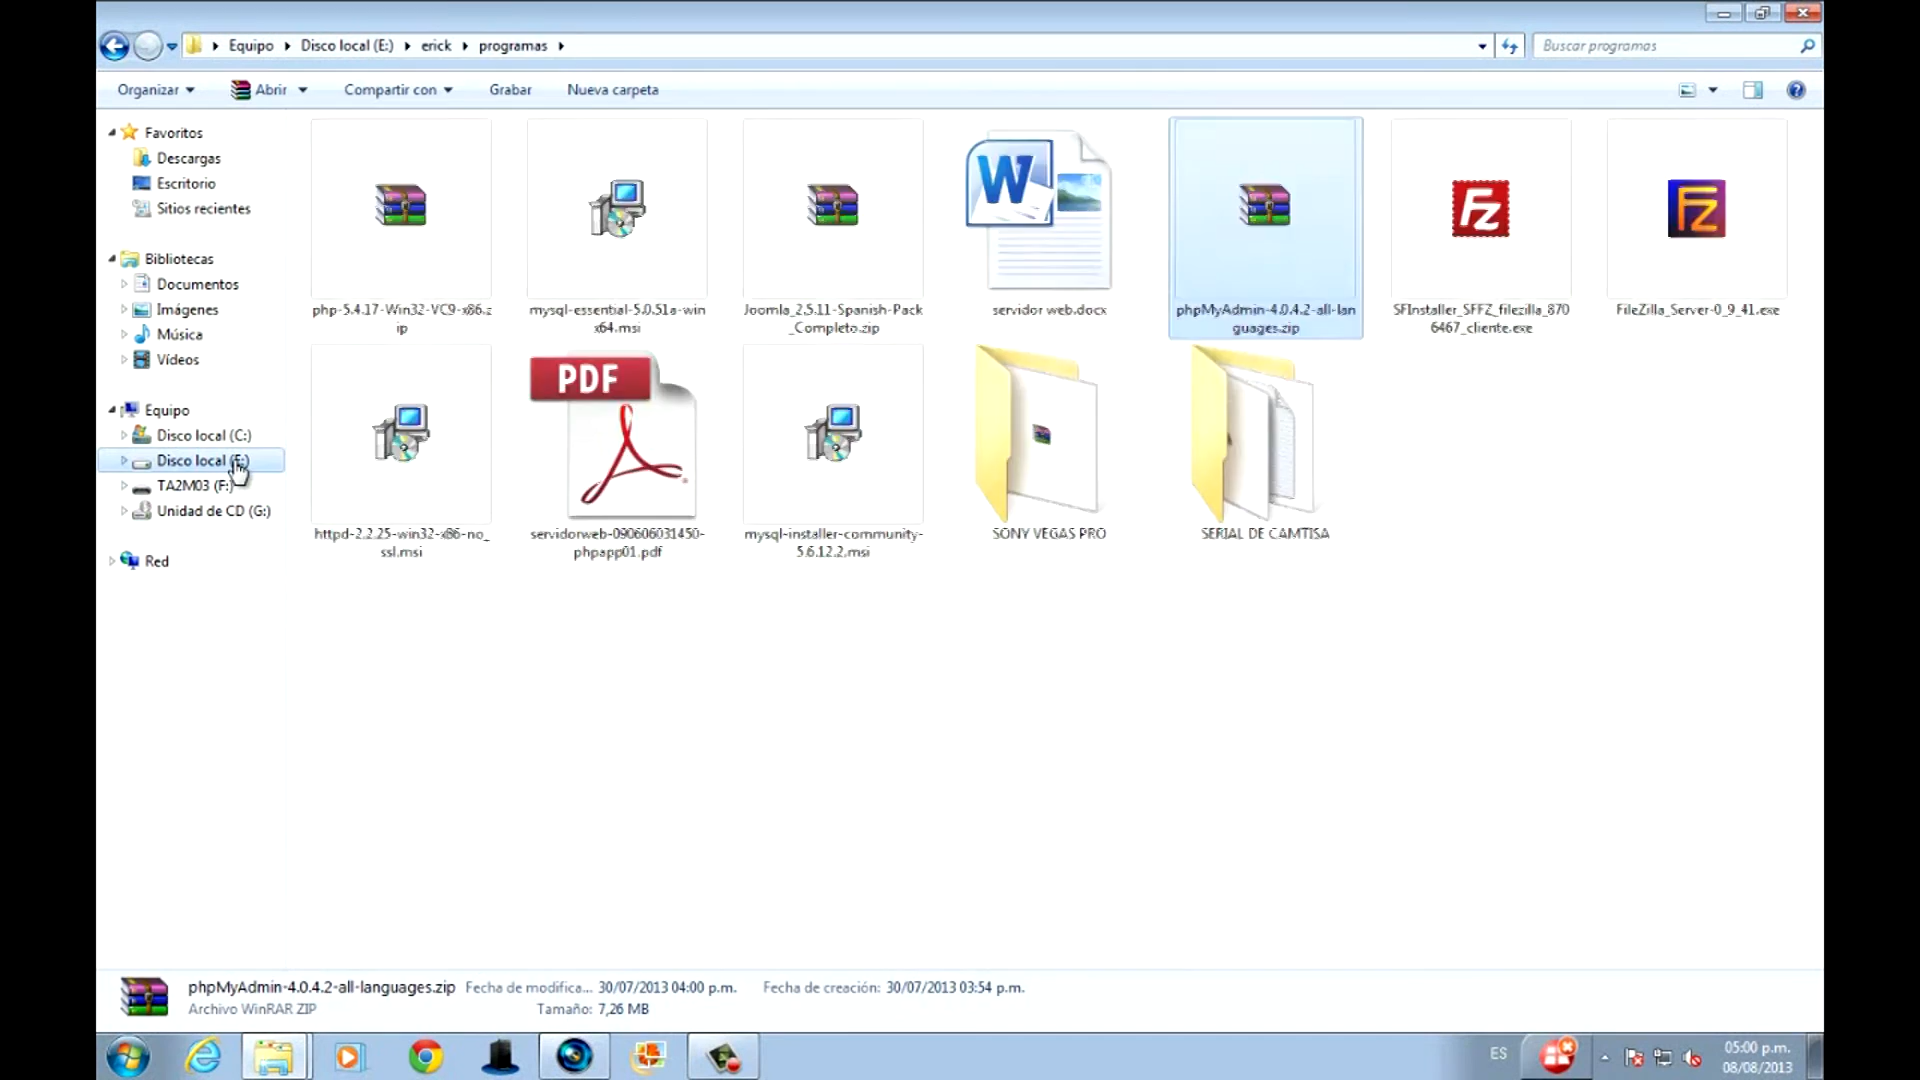 Equipo ▸ Disco local (E:) ▸ erick ▸ programas ▸
Buscar programas
Organizar
Abrir
Compartir con
Grabar
Nueva carpeta
Favoritos
Descargas
Escritorio
Sitios recientes
Bibliotecas
Documentos
Imágenes
Música
Vídeos
Equipo
Disco local (C:)
Disco local (E:)
TA2M03 (F:)
Unidad de CD (G:)
Red
php-5.4.17-Win32-VC9-x86.z
ip
mysql-essential-5.0.51a-win
x64.msi
Joomla_2.5.11-Spanish-Pack
_Completo.zip
W
servidor web.docx
phpMyAdmin-4.0.4.2-all-lan
guages.zip
FZ
SFInstaller_SFFZ_filezilla_870
6467_cliente.exe
FZ
FileZilla_Server-0_9_41.exe
httpd-2.2.25-win32-x86-no_
ssl.msi
PDF
servidorweb-090606031450-
phpapp01.pdf
mysql-installer-community-
5.6.12.2.msi
SONY VEGAS PRO
SERIAL DE CAMTISA
phpMyAdmin-4.0.4.2-all-languages.zip
Archivo WinRAR ZIP
Fecha de modifica... 30/07/2013 04:00 p.m.
Tamaño: 7,26 MB
Fecha de creación: 30/07/2013 03:54 p.m.
ES
05:00 p.m.
08/08/2013